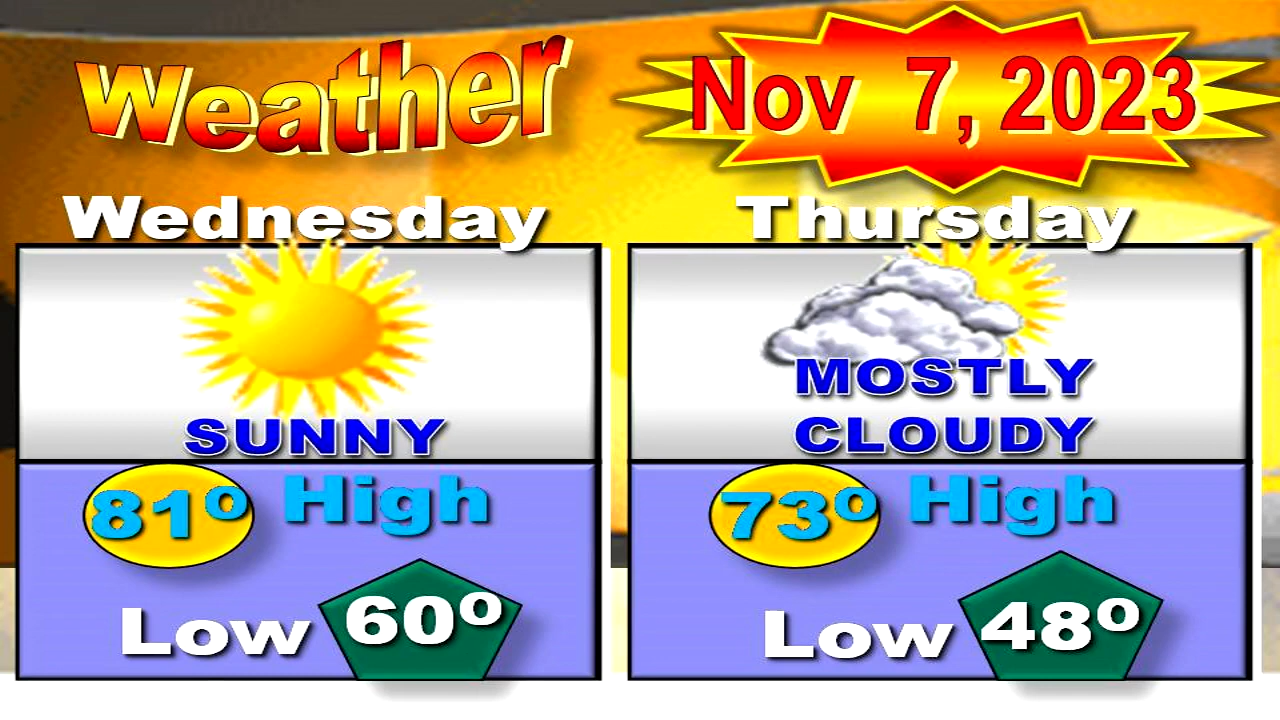 Weather
Nov 7, 2023
Wednesday
SUNNY
81º High
Low 60º
Thursday
MOSTLY
CLOUDY
73º High
Low 48º